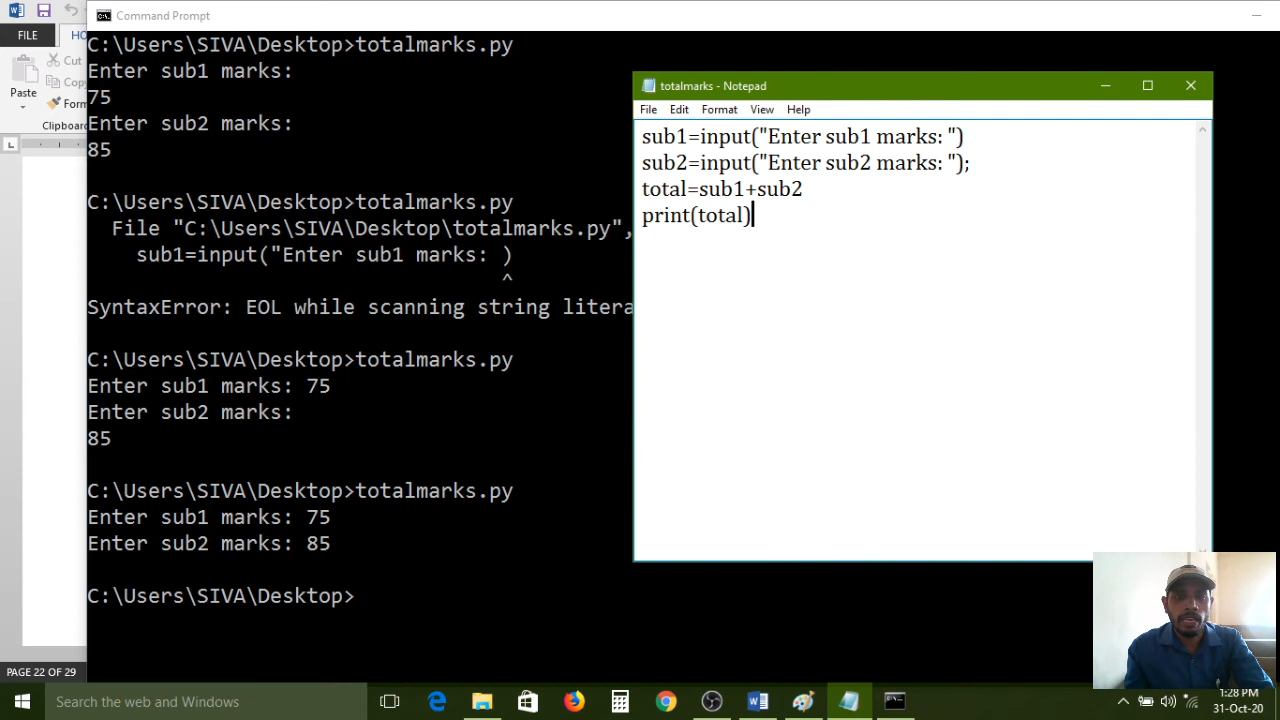 Command Prompt
FILE
HO
Cut
Paste
Cop
Form
Clipboar
C:\Users\SIVA\Desktop>totalmarks.py
Enter sub1 marks:
75
Enter sub2 marks:
85
C:\Users\SIVA\Desktop>totalmarks.py
File "C:\Users\SIVA\Desktop\totalmarks.py",
sub1=input("Enter sub1 marks: )
^
SyntaxError: EOL while scanning string litera
C:\Users\SIVA\Desktop>totalmarks.py
Enter sub1 marks: 75
Enter sub2 marks:
85
C:\Users\SIVA\Desktop>totalmarks.py
Enter sub1 marks: 75
Enter sub2 marks: 85
C:\Users\SIVA\Desktop>
totalmarks - Notepad
File Edit Format View Help
sub1=input("Enter sub1 marks: ")
sub2=input("Enter sub2 marks: ");
total=sub1+sub2
print(total)
PAGE 22 OF 29
Search the web and Windows
1:28 PM
31-Oct-20